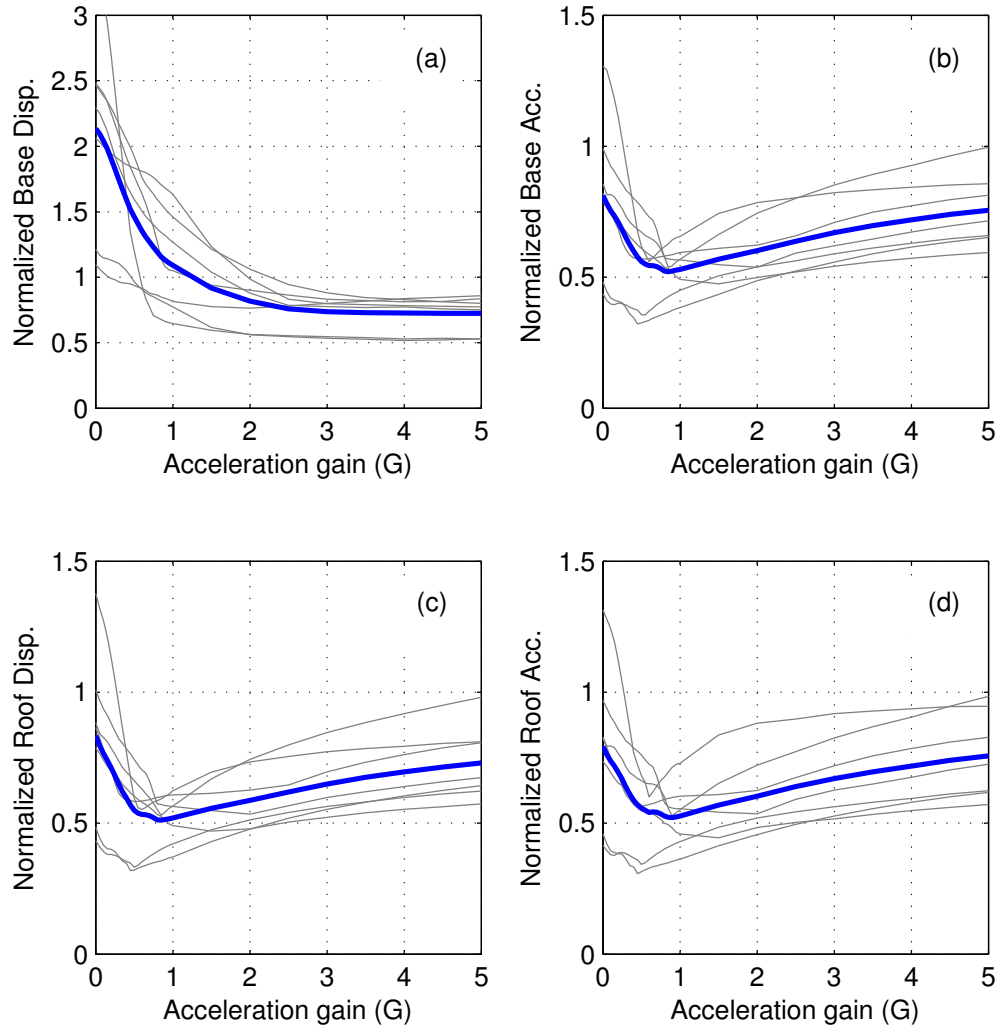 3
2.5
2
1.5
1
0.5
0
Normalized Base Disp.
(a)
0 1 2 3 4 5
Acceleration gain (G)
1.5
1
0.5
0
Normalized Base Acc.
(b)
0 1 2 3 4 5
Acceleration gain (G)
1.5
1
0.5
0
Normalized Roof Disp.
(c)
0 1 2 3 4 5
Acceleration gain (G)
1.5
1
0.5
0
Normalized Roof Acc.
(d)
0 1 2 3 4 5
Acceleration gain (G)